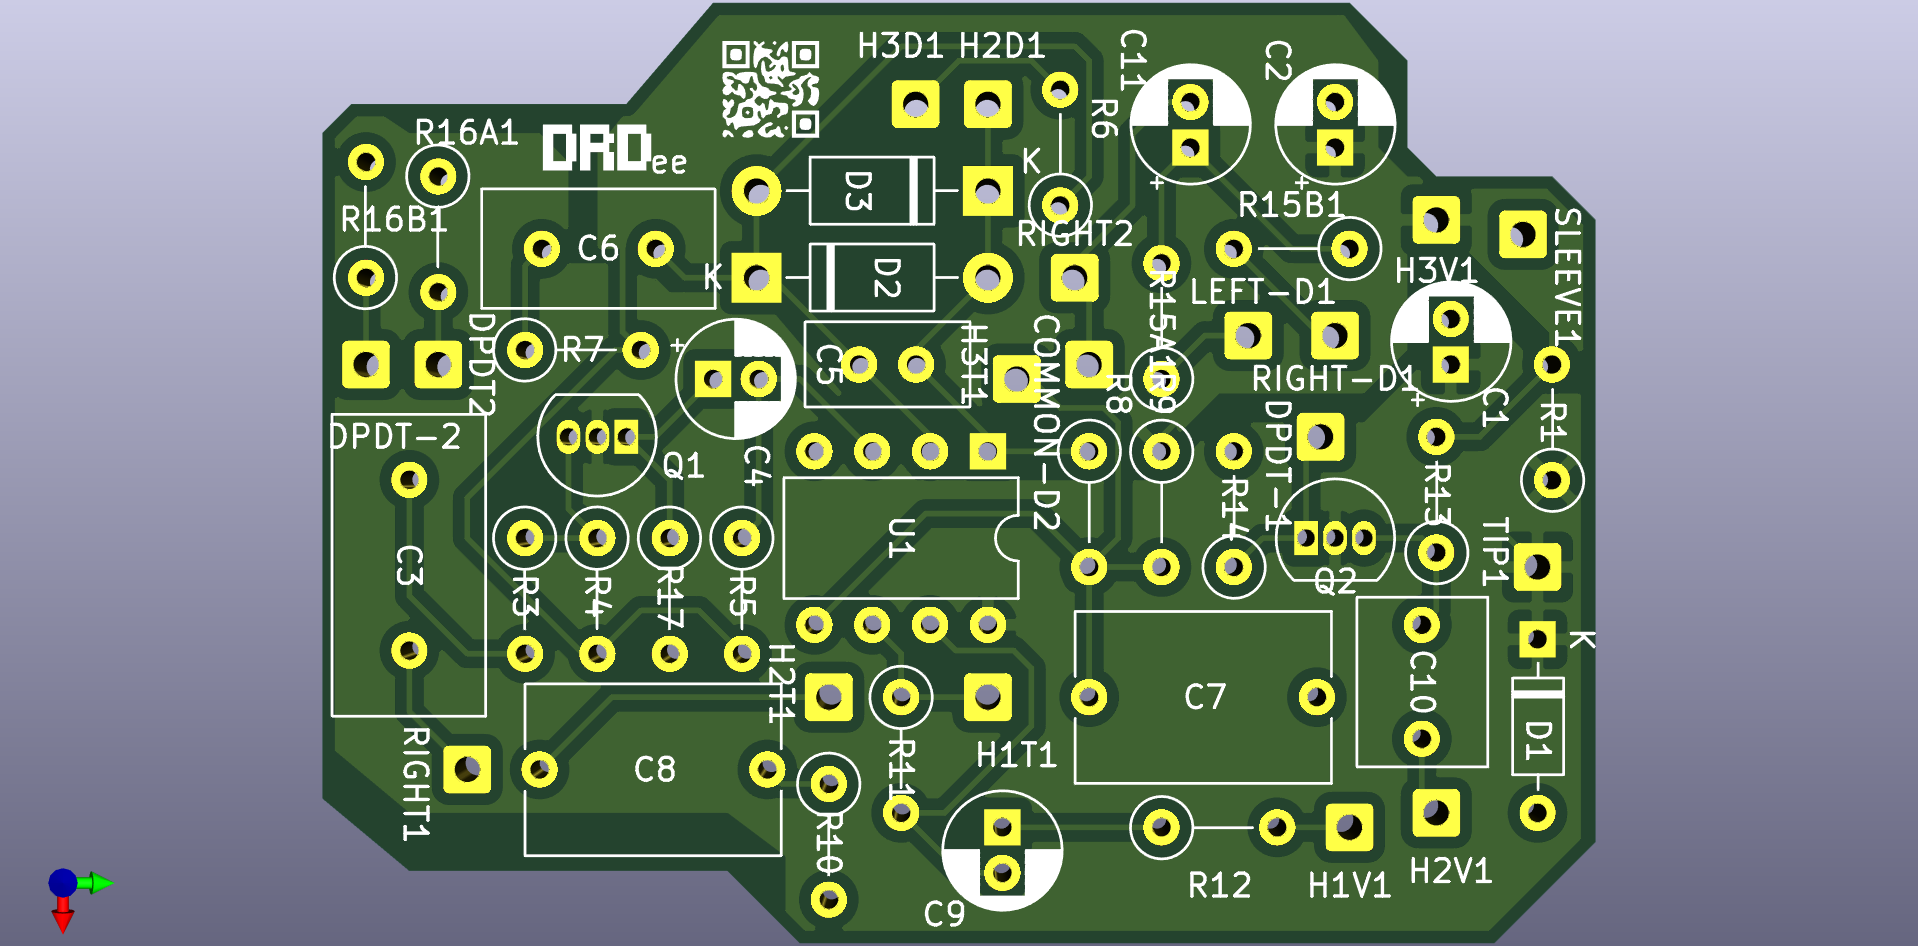 H3D1 H2D1
C11
C2
R16A1
DRDee
R6
K
D3
R16B1
C6
RIGHT2
R15B1
SLEEVE1
K
D2
H3V1
LEFT-D1
R15A1
DPDT2
R7
+
+
+
+
C5
H3T1
COMMON-D2
R8
R9
RIGHT-D1
C1
R1
DPDT-2
Q1
C4
DPDT-1
R13
R14
U1
TIP1
C3
Q2
R3
R4
R17
R5
K
H2T1
C7
C10
D1
RIGHT1
C8
R11
H1T1
R10
C9
R12
H1V1
H2V1